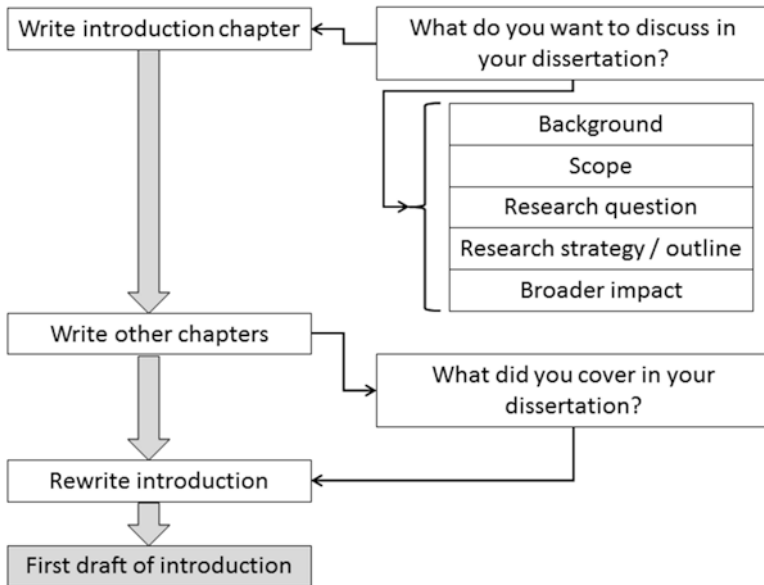 Write introduction chapter
What do you want to discuss in
your dissertation?
Background
Scope
Research question
Research strategy / outline
Broader impact
Write other chapters
What did you cover in your
dissertation?
Rewrite introduction
First draft of introduction